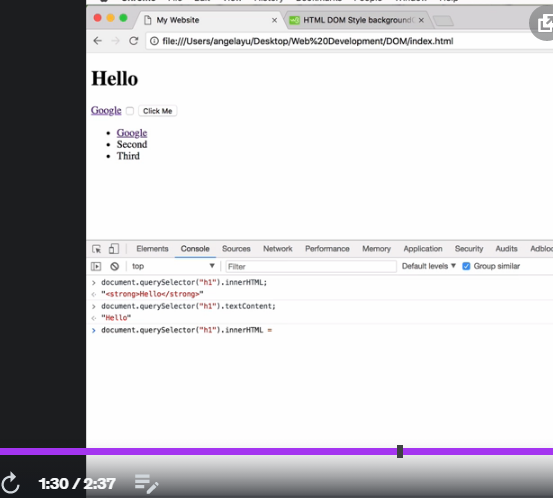 My Website
HTML DOM Style background
file:///Users/angelayu/Desktop/Web%20Development/DOM/index.html
Hello
Google Click Me
Google
Second
Third
Elements Console Sources Network Performance Memory Application Security Audits Adbloc
top Filter Default levels Group similar
> document.querySelector("h1").innerHTML;
"<strong>Hello</strong>"
> document.querySelector("h1").textContent;
"Hello"
> document.querySelector("h1").innerHTML =
1:30 / 2:37